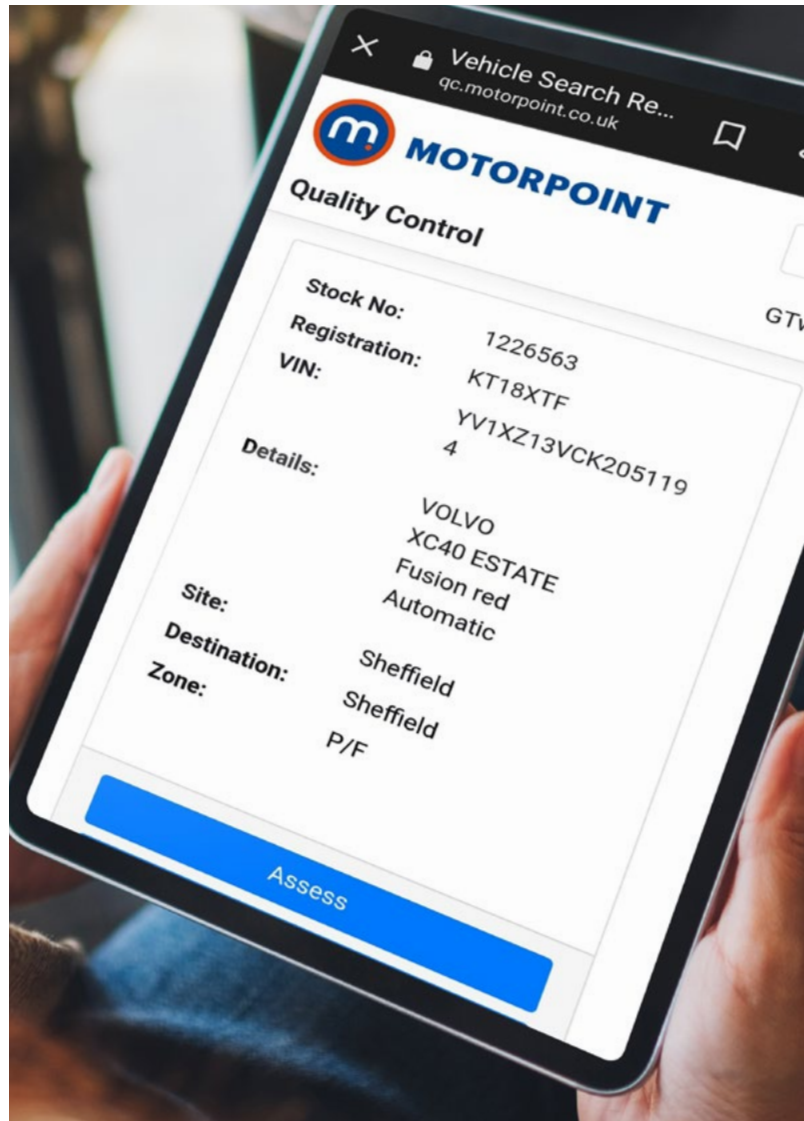 Vehicle Search Re...
qc.motorpoint.co.uk
m
MOTORPOINT
Quality Control
GTv
Stock No: 1226563
Registration: KT18XTF
VIN: YV1XZ13VCK205119
4
Details: VOLVO
XC40 ESTATE
Fusion red
Automatic
Site: Sheffield
Destination: Sheffield
Zone: P/F
Assess